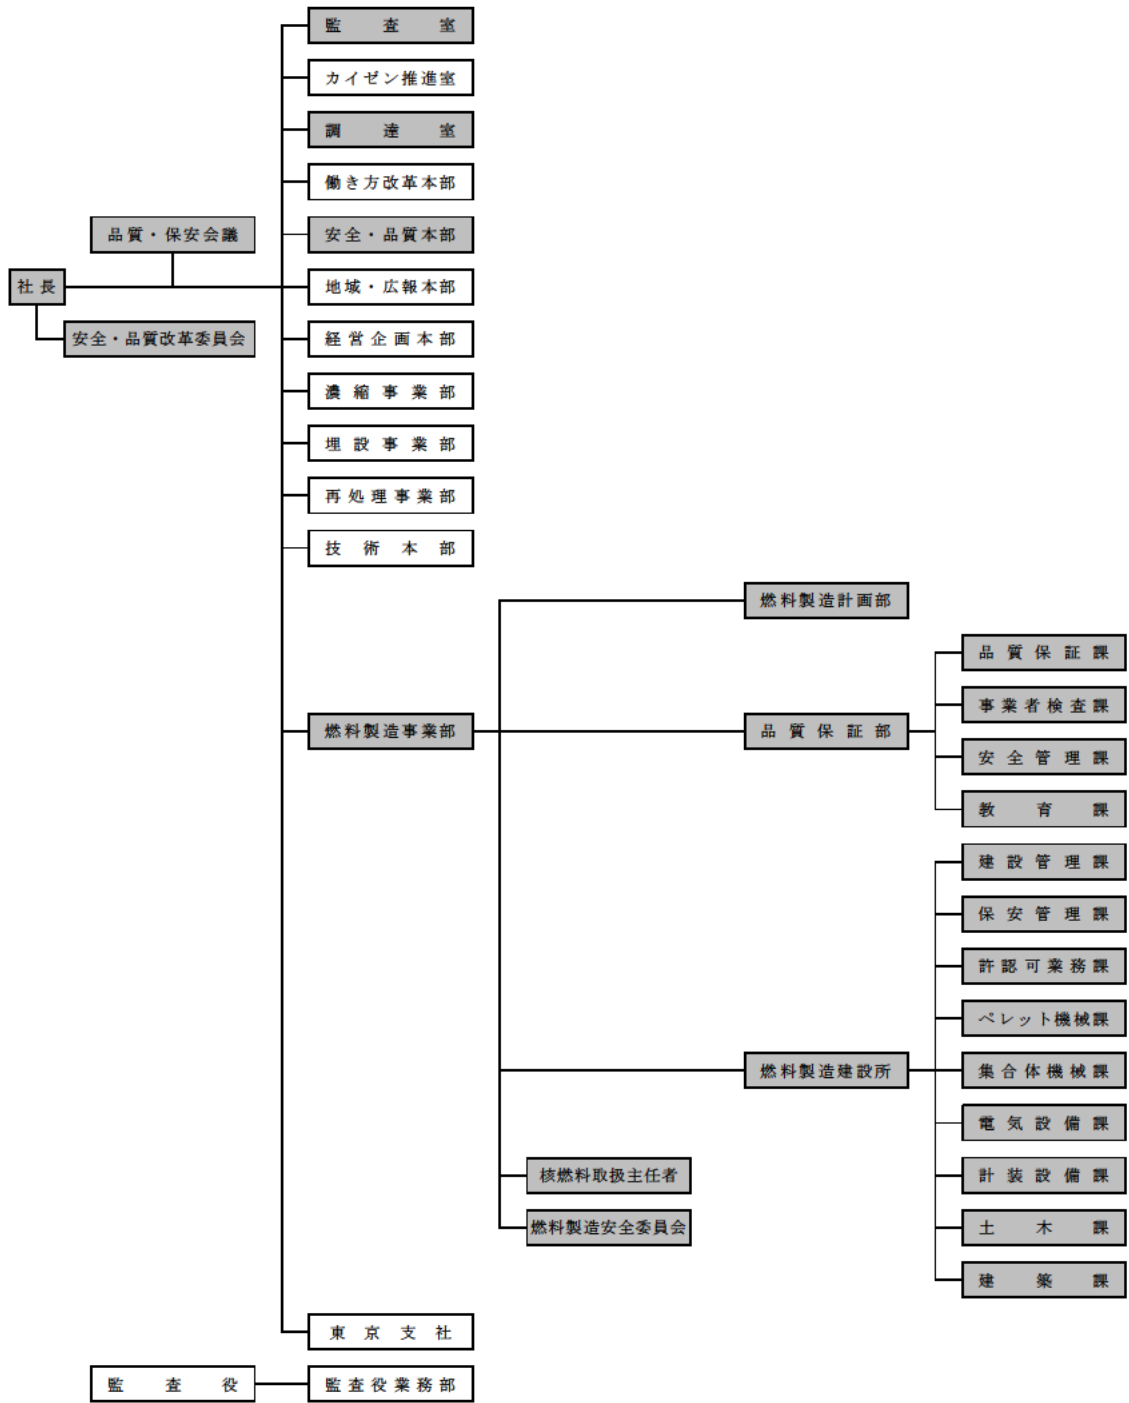 監査室
カイゼン推進室
調達室
働き方改革本部
品質・保安会議
安全・品質本部
社長
地域・広報本部
安全・品質改革委員会
経営企画本部
濃縮事業部
埋設事業部
再処理事業部
技術本部
燃料製造計画部
品質保証課
事業者検査課
燃料製造事業部
品質保証部
安全管理課
教育課
建設管理課
保安管理課
許認可業務課
ペレット機械課
燃料製造建設所
集合体機械課
電気設備課
核燃料取扱主任者
計装設備課
燃料製造安全委員会
土木課
建築課
東京支社
監査役
監査役業務部